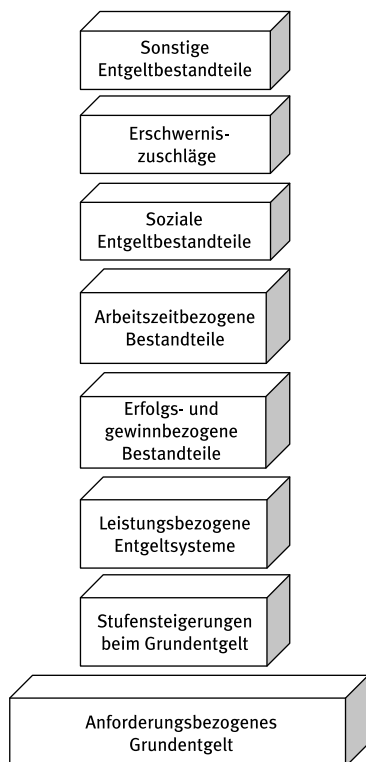 Sonstige
Entgeltbestandteile
Erschwernis-
zuschläge
Soziale
Entgeltbestandteile
Arbeitszeitbezogene
Bestandteile
Erfolgs- und
gewinnbezogene
Bestandteile
Leistungsbezogene
Entgeltsysteme
Stufensteigerungen
beim Grundentgelt
Anforderungsbezogenes
Grundentgelt